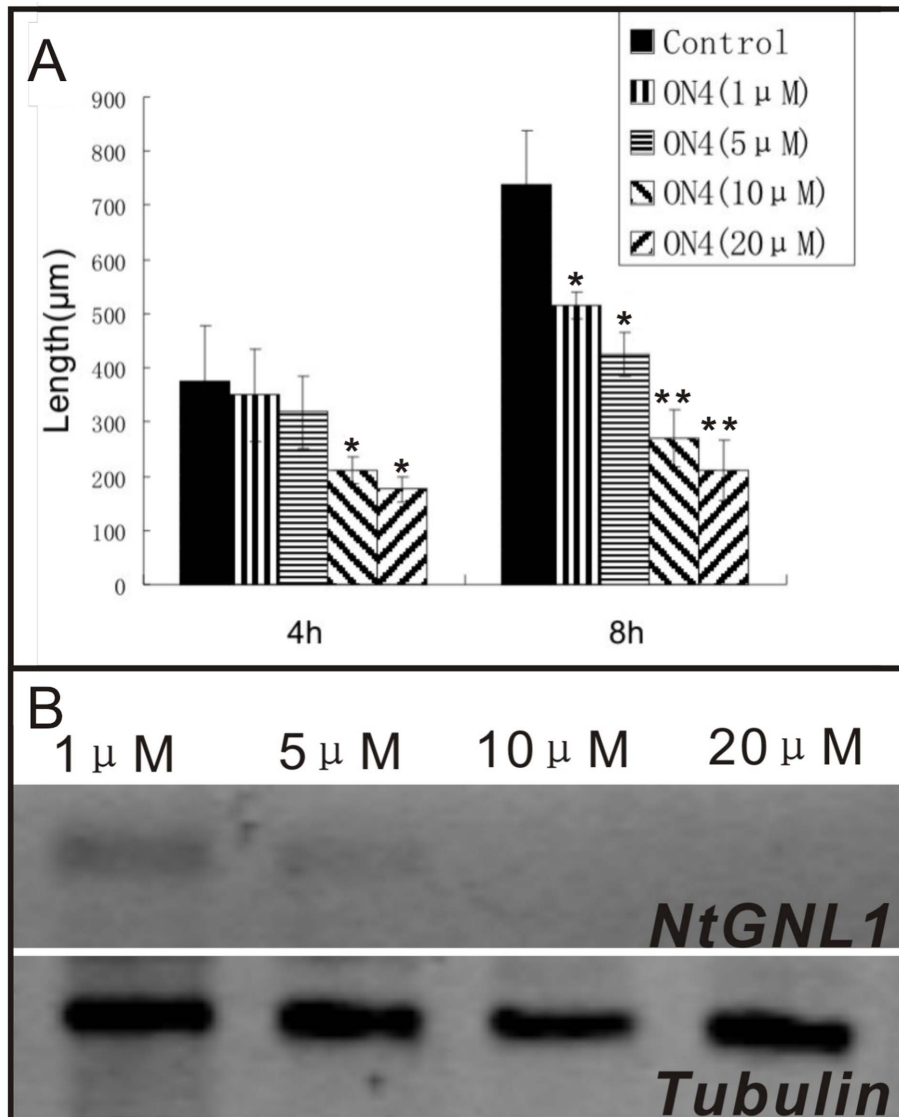 A
Control
ON4(1μM)
ON4(5μM)
ON4(10μM)
ON4(20μM)
Length(μm)
900
800
700
600
500
400
300
200
100
0
*
*
*
*
**
**
4h
8h
B
1μM 5μM 10μM 20μM
NtGNL1
Tubulin